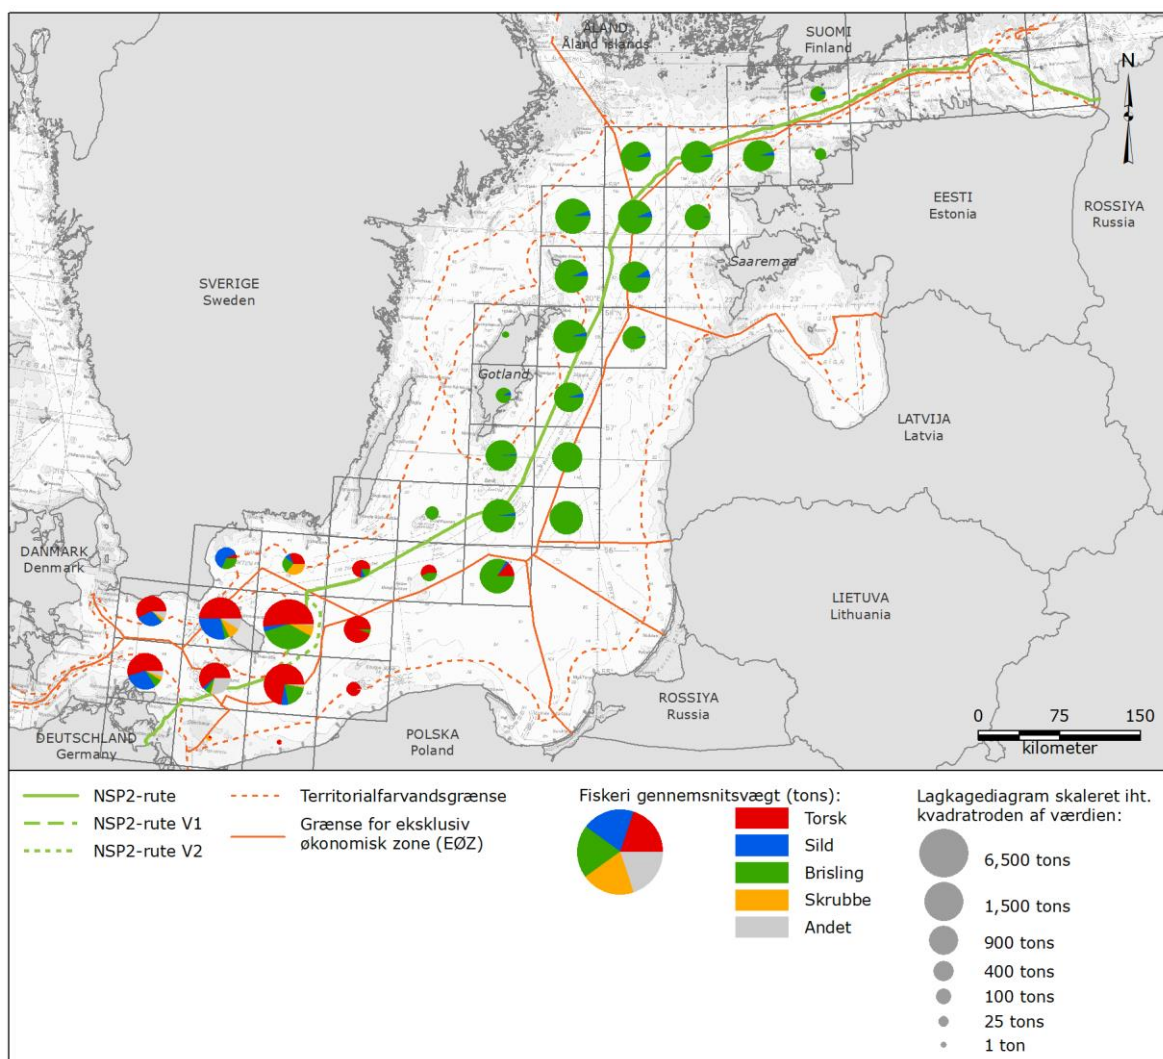 ÅLAND
Åland Islands
SUOMI
Finland
N
EESTI
Estonia
ROSSIYA
Russia
SVERIGE
Sweden
Saaremaa
Gotland
LATVIJA
Latvia
DANMARK
Denmark
LIETUVA
Lithuania
ROSSIYA
Russia
DEUTSCHLAND
Germany
POLSKA
Poland
0 75 150
kilometer
NSP2-rute
NSP2-rute V1
NSP2-rute V2
Territorialfarvandsgrænse
Grænse for eksklusiv
økonomisk zone (EØZ)
Fiskeri gennemsnitsvægt (tons):
Torsk
Sild
Brisling
Skrubbe
Andet
Lagkagediagram skaleret iht.
kvadratroden af værdien:
6,500 tons
1,500 tons
900 tons
400 tons
100 tons
25 tons
1 ton